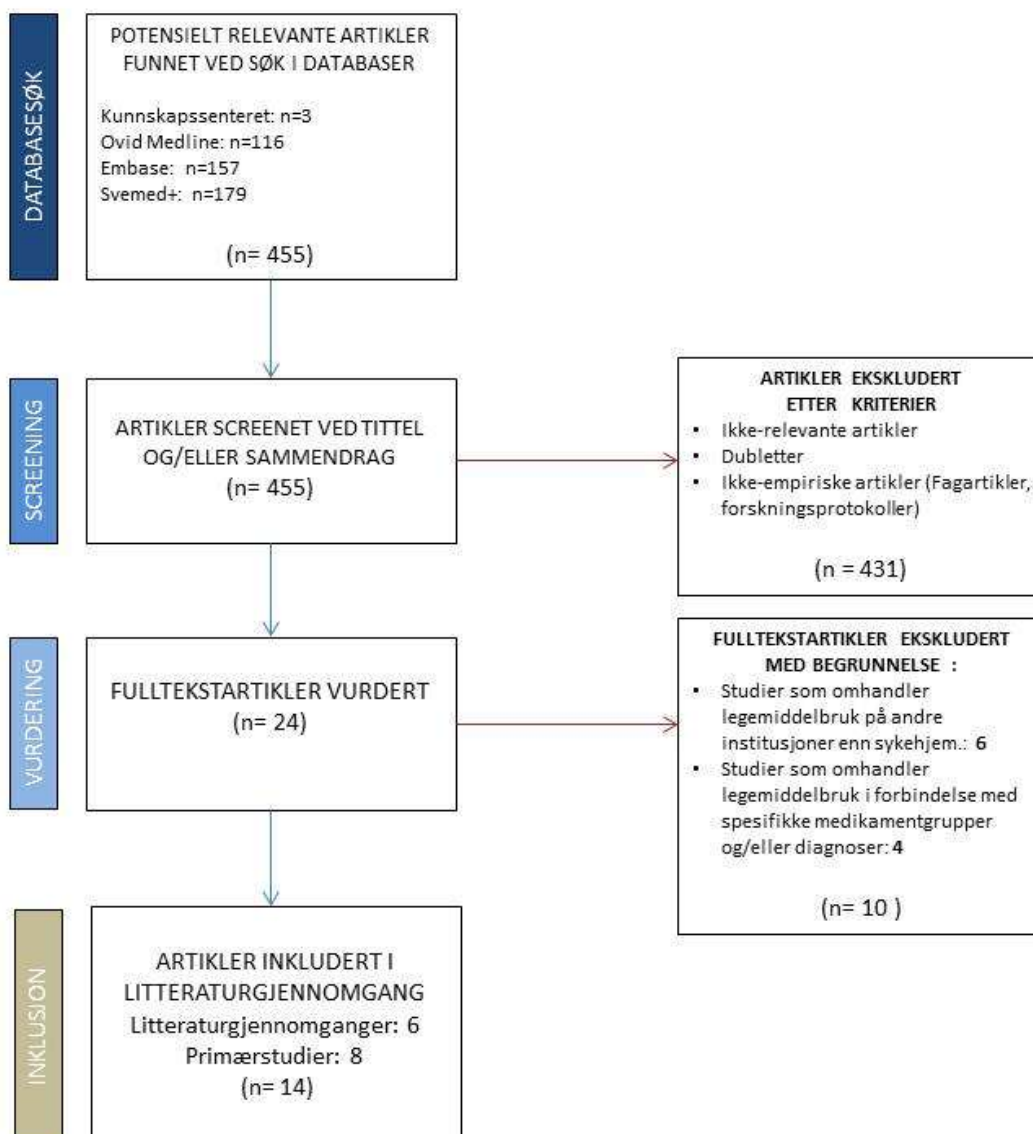 DATABASESØK
POTENSIELT RELEVANTE ARTIKLER
FUNNET VED SØK I DATABASER
Kunnskapssenteret: n=3
Ovid Medline: n=116
Embase: n=157
Svemed+: n=179
(n= 455)
SCREENING
ARTIKLER SCREENET VED TITTEL
OG/ELLER SAMMENDRAG
(n= 455)
ARTIKLER EKSKLUDERT
ETTER KRITERIER
▪ Ikke-relevante artikler
▪ Dubletter
▪ Ikke-empiriske artikler (Fagartikler,
forskningsprotokoller)
(n = 431)
VURDERING
FULLTEKSTARTIKLER VURDERT
(n= 24)
FULLTEKSTARTIKLER EKSKLUDERT
MED BEGRUNNELSE :
▪ Studier som omhandler
legemiddelbruk på andre
institusjoner enn sykehjem.: 6
▪ Studier som omhandler
legemiddelbruk i forbindelse med
spesifikke medikamentgrupper
og/eller diagnoser: 4
(n= 10 )
INKLUSJON
ARTIKLER INKLUDERT I
LITTERATURGJENNOMGANG
Litteraturgjennomganger: 6
Primærstudier: 8
(n= 14)